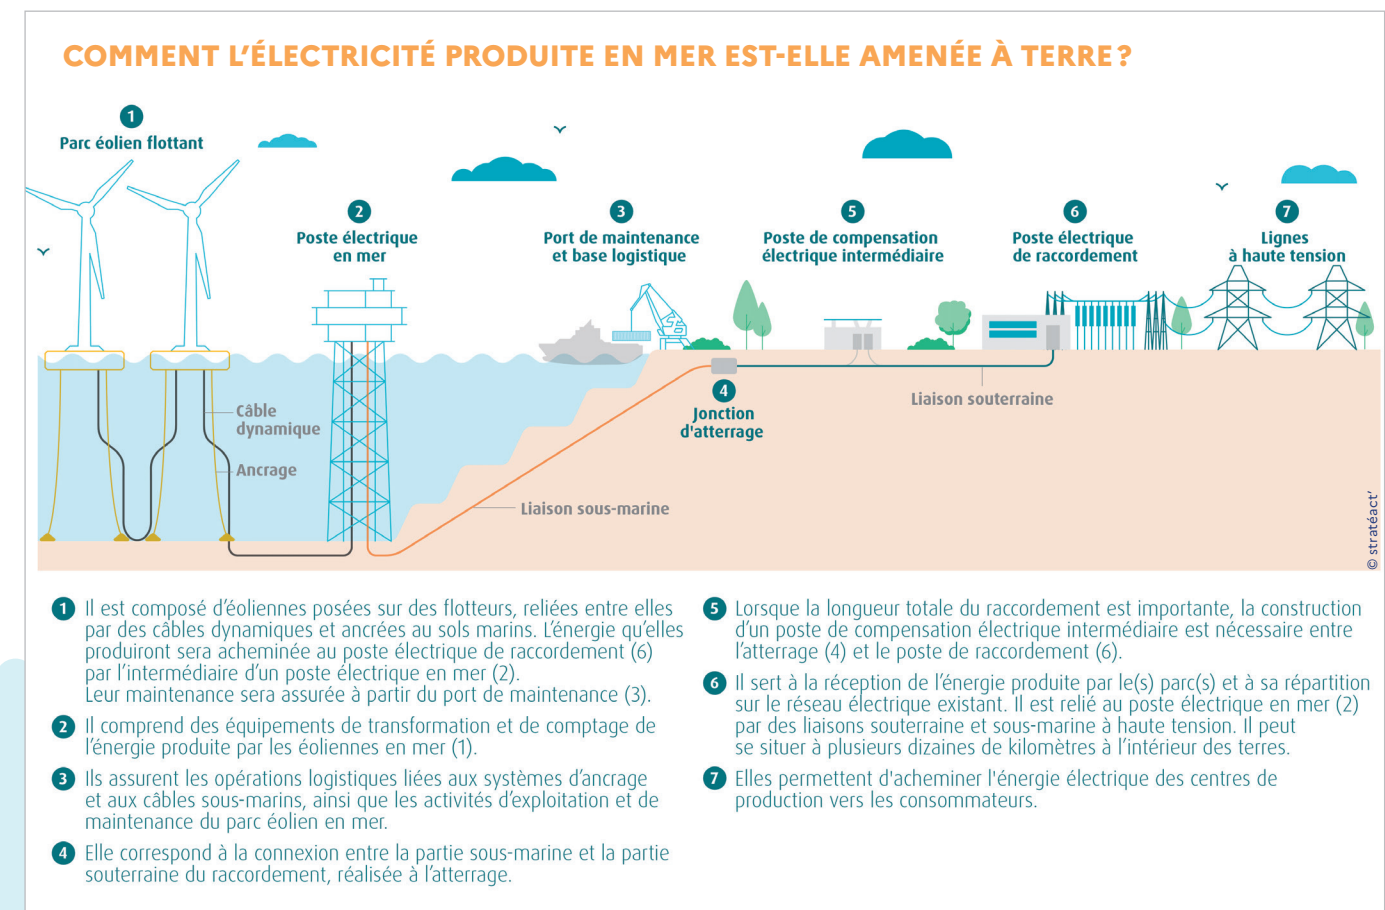 COMMENT L’ÉLECTRICITÉ PRODUITE EN MER EST-ELLE AMENÉE À TERRE ?
1
Parc éolien flottant
2
Poste électrique
en mer
3
Port de maintenance
et base logistique
5
Poste de compensation
électrique intermédiaire
6
Poste électrique
de raccordement
7
Lignes
à haute tension
4
Jonction
d'atterrage
Liaison souterraine
Câble
dynamique
Ancrage
Liaison sous-marine
© stratéact’
1 Il est composé d’éoliennes posées sur des flotteurs, reliées entre elles
par des câbles dynamiques et ancrées au sols marins. L’énergie qu’elles
produiront sera acheminée au poste électrique de raccordement (6)
par l’intermédiaire d’un poste électrique en mer (2).
Leur maintenance sera assurée à partir du port de maintenance (3).
2 Il comprend des équipements de transformation et de comptage de
l’énergie produite par les éoliennes en mer (1).
3 Ils assurent les opérations logistiques liées aux systèmes d’ancrage
et aux câbles sous-marins, ainsi que les activités d’exploitation et de
maintenance du parc éolien en mer.
4 Elle correspond à la connexion entre la partie sous-marine et la partie
souterraine du raccordement, réalisée à l’atterrage.
5 Lorsque la longueur totale du raccordement est importante, la construction
d’un poste de compensation électrique intermédiaire est nécessaire entre
l’atterrage (4) et le poste de raccordement (6).
6 Il sert à la réception de l’énergie produite par le(s) parc(s) et à sa répartition
sur le réseau électrique existant. Il est relié au poste électrique en mer (2)
par des liaisons souterraine et sous-marine à haute tension. Il peut
se situer à plusieurs dizaines de kilomètres à l’intérieur des terres.
7 Elles permettent d'acheminer l'énergie électrique des centres de
production vers les consommateurs.